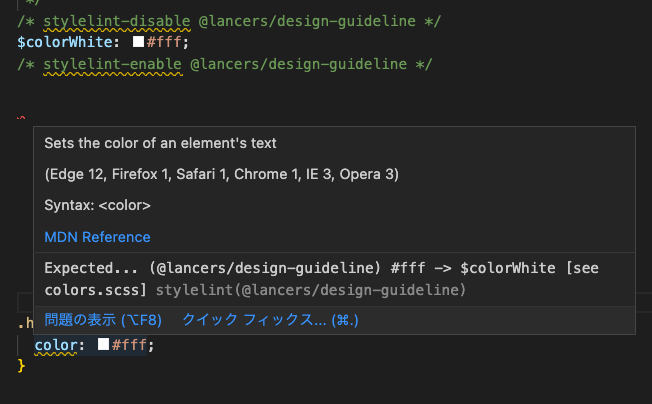 */
/* stylelint-disable @lancers/design-guideline */
$colorWhite: #fff;
/* stylelint-enable @lancers/design-guideline */
Sets the color of an element's text
(Edge 12, Firefox 1, Safari 1, Chrome 1, IE 3, Opera 3)
Syntax: <color>
MDN Reference
Expected... (@lancers/design-guideline) #fff -> $colorWhite [see
colors.scss] stylelint(@lancers/design-guideline)
問題の表示 (⌥F8) クイック フィックス... (⌘.)
.h
color: #fff;
}